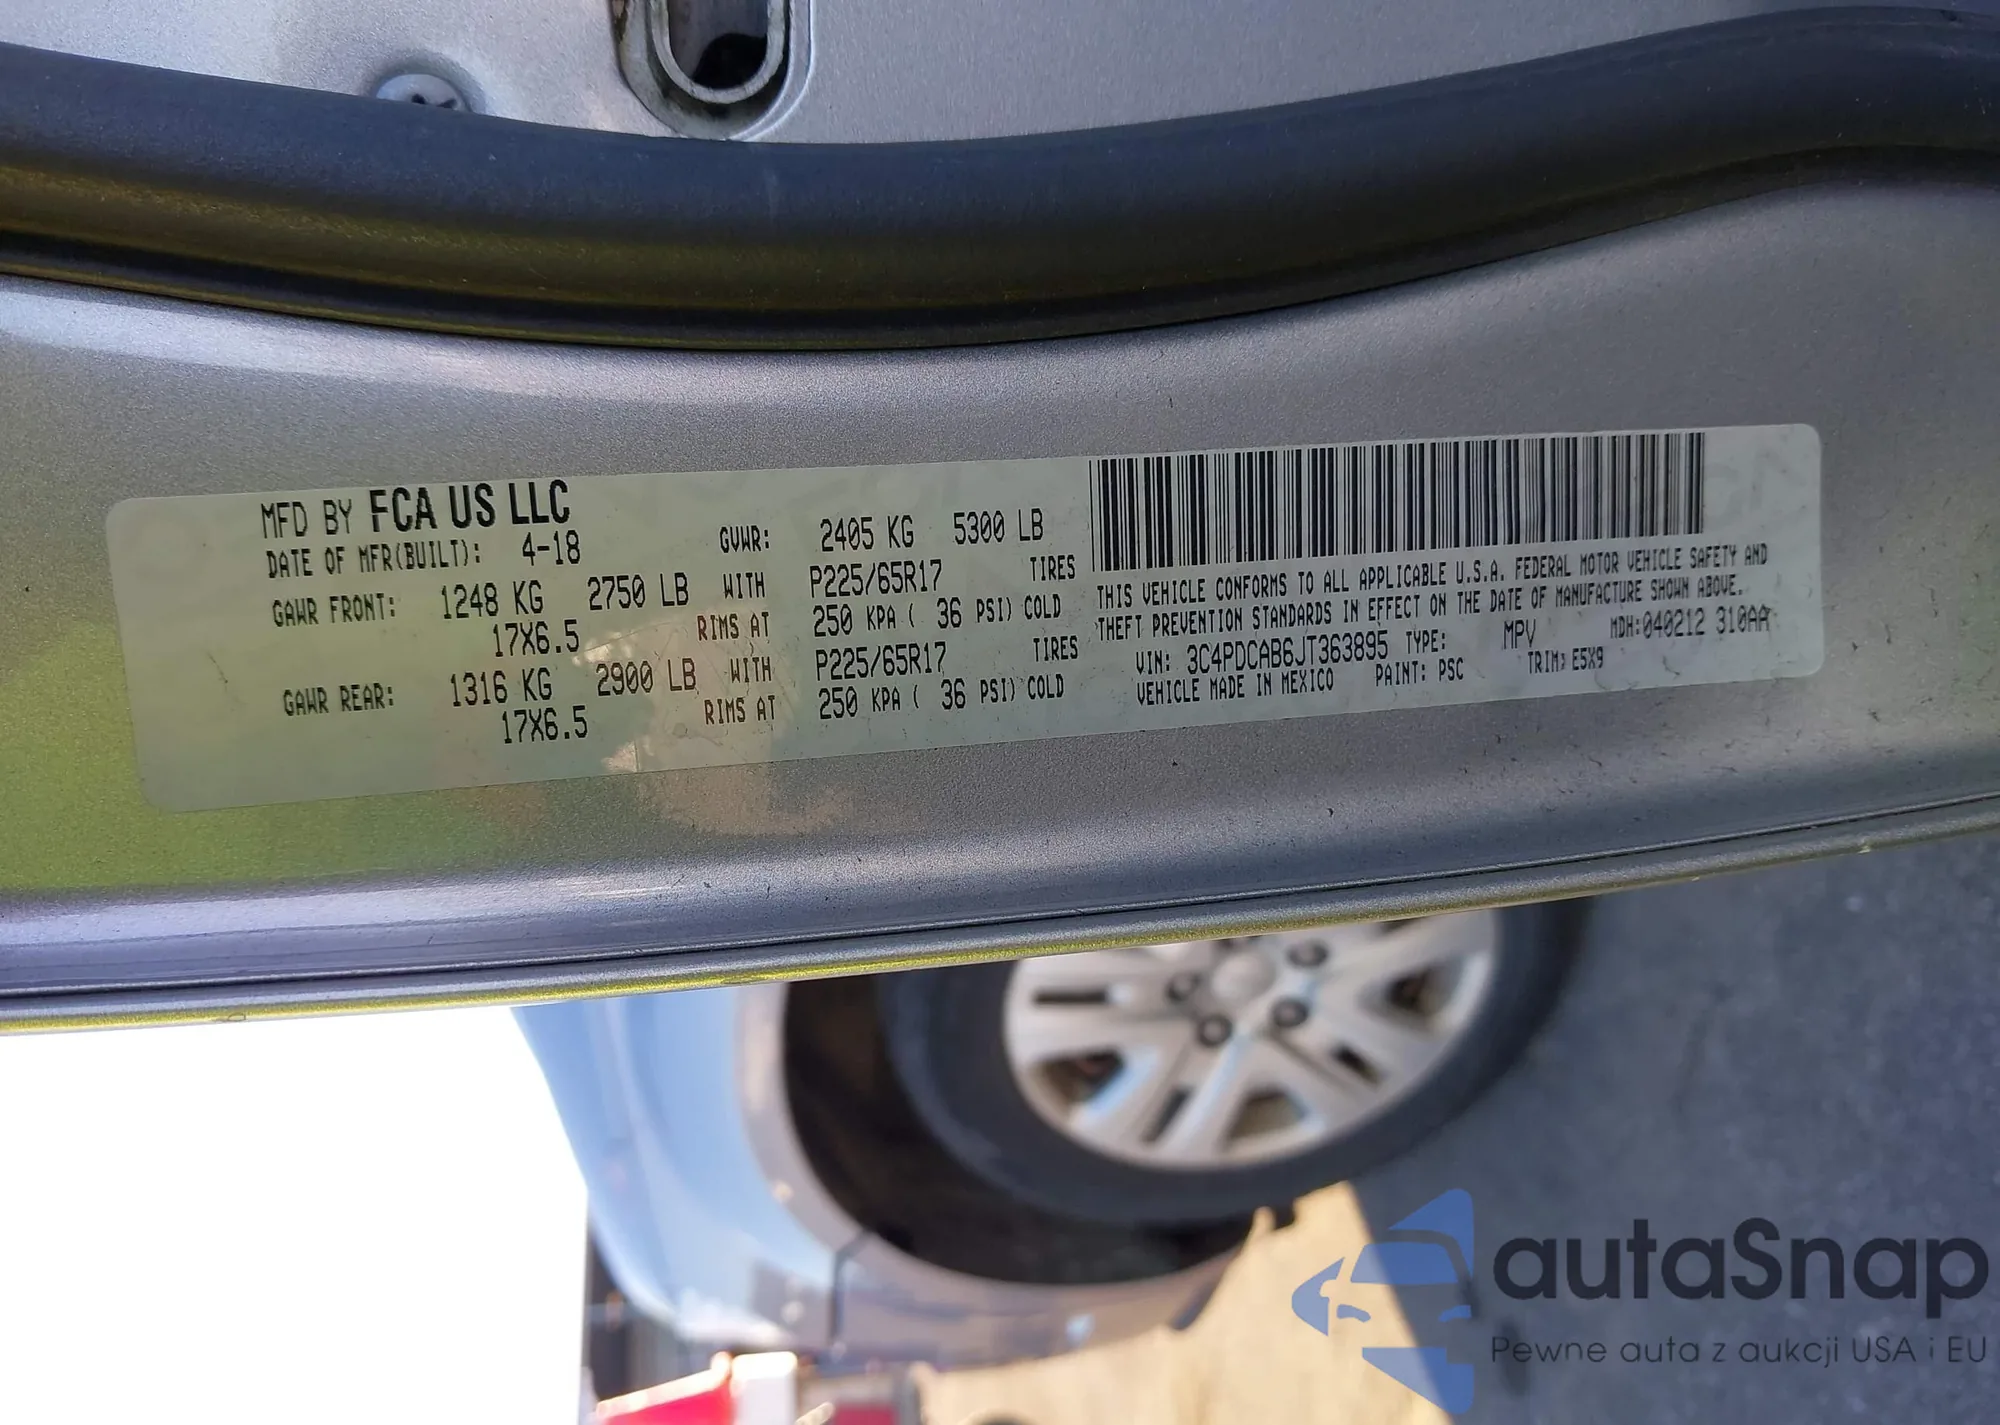 MFD BY FCA US LLC
DATE OF MFR(BUILT): 4-18 GVWR: 2405 KG 5300 LB
GAWR FRONT: 1248 KG 2750 LB WITH P225/65R17 TIRES
17X6.5 RIMS AT 250 KPA ( 36 PSI) COLD
GAWR REAR: 1316 KG 2900 LB WITH P225/65R17 TIRES
17X6.5 RIMS AT 250 KPA ( 36 PSI) COLD
THIS VEHICLE CONFORMS TO ALL APPLICABLE U.S.A. FEDERAL MOTOR VEHICLE SAFETY AND
THEFT PREVENTION STANDARDS IN EFFECT ON THE DATE OF MANUFACTURE SHOWN ABOVE.
VIN: 3C4PDCAB6JT363895 TYPE: MPV MDH:040212 310AA
VEHICLE MADE IN MEXICO PAINT: PSC TRIM: E5X9
autaSnap
Pewne auta z aukcji USA i EU